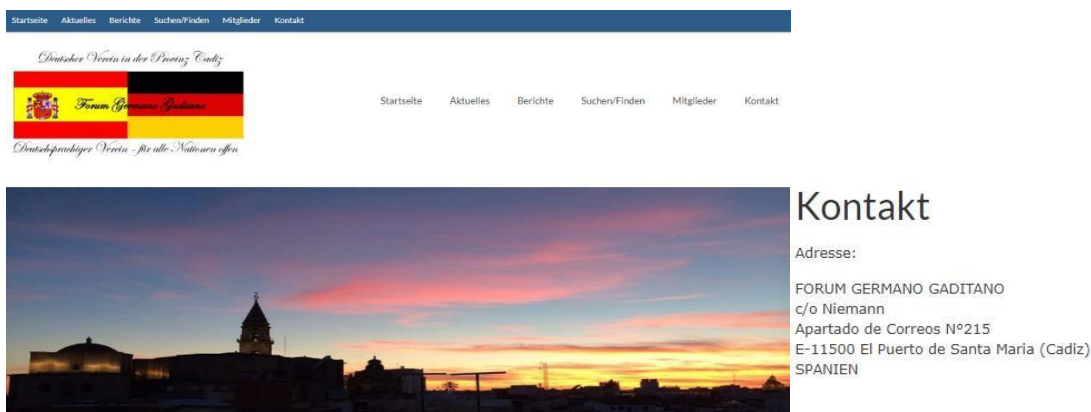 Startseite Aktuelles Berichte Suchen/Finden Mitglieder Kontakt
Deutscher Verein in der Provinz Cadiz
Forum Germano Gaditano
Deutschsprachiger Verein - für alle Nationen offen
Startseite Aktuelles Berichte Suchen/Finden Mitglieder Kontakt
Kontakt
Adresse:
FORUM GERMANO GADITANO
c/o Niemann
Apartado de Correos Nº215
E-11500 El Puerto de Santa Maria (Cadiz)
SPANIEN